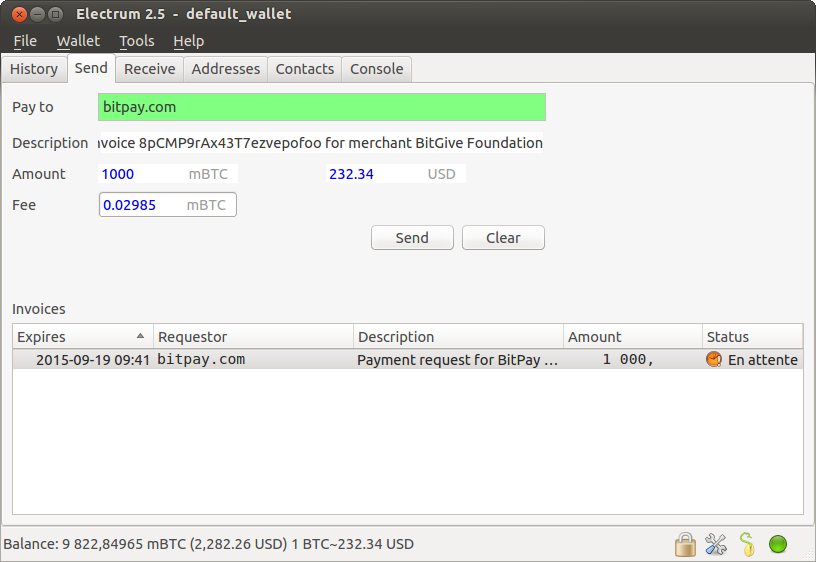 Electrum 2.5 - default_wallet
File Wallet Tools Help
History Send Receive Addresses Contacts Console
Pay to bitpay.com
Description nvoice 8pCMP9rAx43T7ezvepofoo for merchant BitGive Foundation
Amount 1000 mBTC 232.34 USD
Fee 0.02985 mBTC
Send Clear
Invoices
Expires Requestor Description Amount Status
2015-09-19 09:41 bitpay.com Payment request for BitPay ... 1 000, En attente
Balance: 9 822,84965 mBTC (2,282.26 USD) 1 BTC~232.34 USD